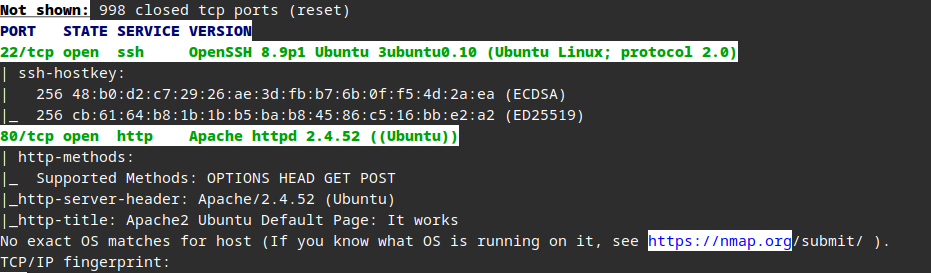 Not shown: 998 closed tcp ports (reset)
PORT   STATE SERVICE VERSION
22/tcp open  ssh     OpenSSH 8.9p1 Ubuntu 3ubuntu0.10 (Ubuntu Linux; protocol 2.0)
| ssh-hostkey:
|   256 48:b0:d2:c7:29:26:ae:3d:fb:b7:6b:0f:f5:4d:2a:ea (ECDSA)
|_  256 cb:61:64:b8:1b:1b:b5:ba:b8:45:86:c5:16:bb:e2:a2 (ED25519)
80/tcp open  http    Apache httpd 2.4.52 ((Ubuntu))
| http-methods:
|_  Supported Methods: OPTIONS HEAD GET POST
|_http-server-header: Apache/2.4.52 (Ubuntu)
|_http-title: Apache2 Ubuntu Default Page: It works
No exact OS matches for host (If you know what OS is running on it, see https://nmap.org/submit/ ).
TCP/IP fingerprint: